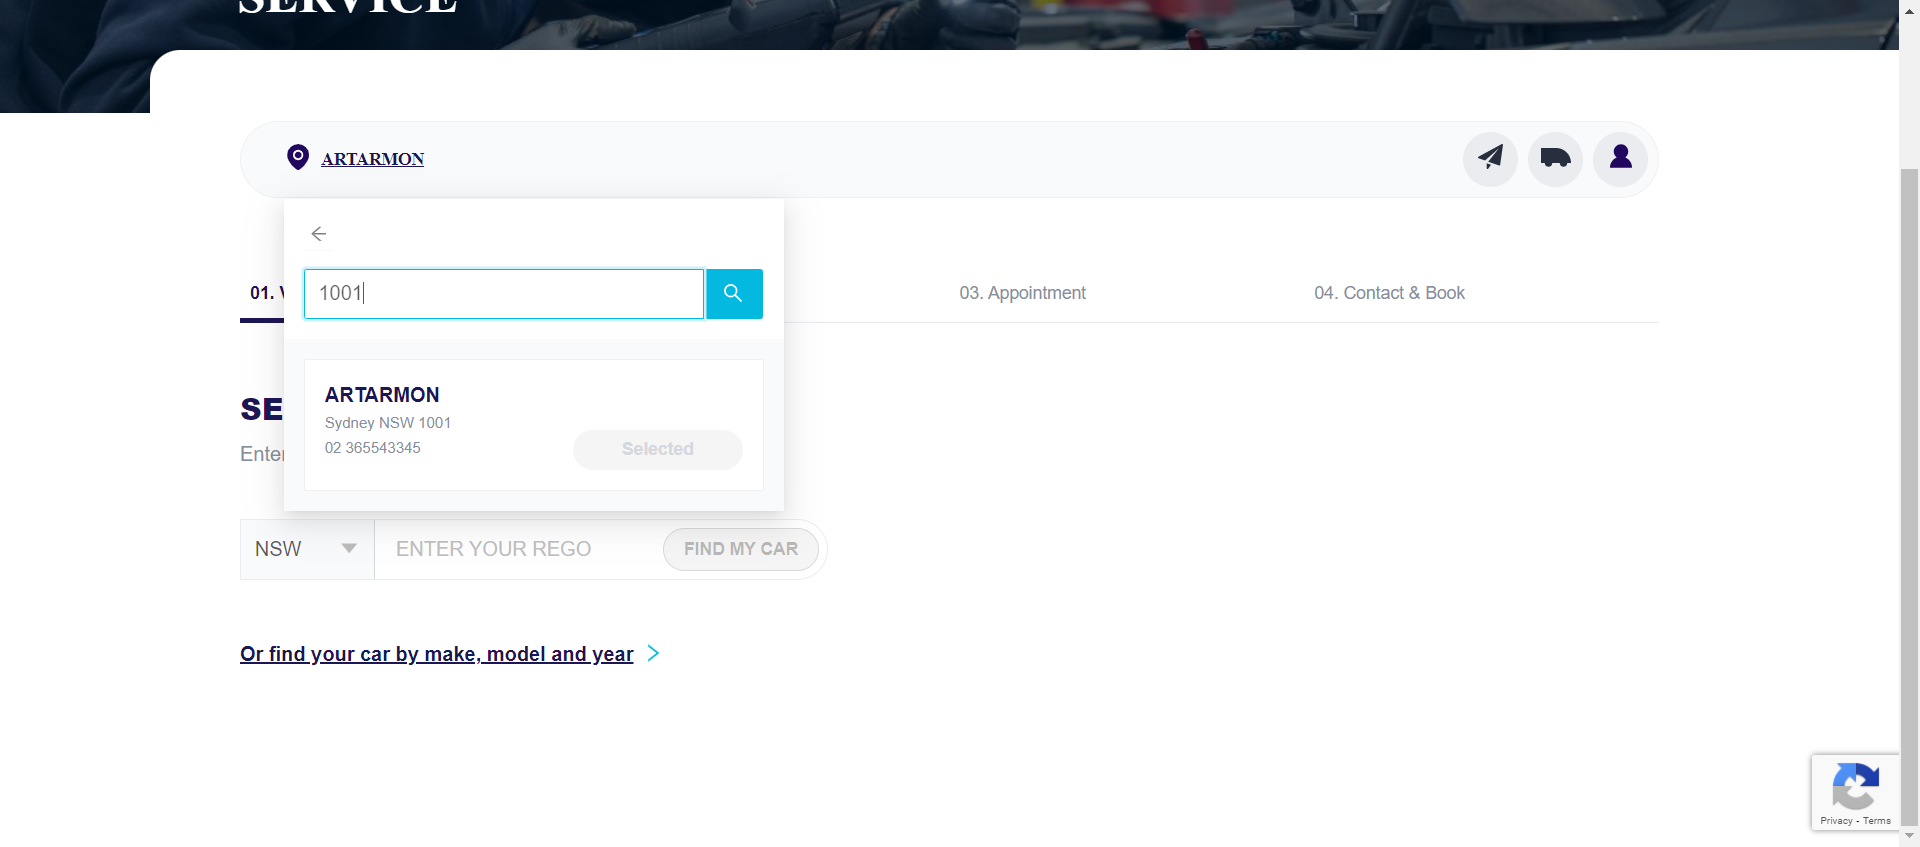 SERVICE
ARTARMON
01. V
1001
03. Appointment
04. Contact & Book
ARTARMON
Sydney NSW 1001
02 365543345
Selected
SE
Enter
NSW
ENTER YOUR REGO
FIND MY CAR
Or find your car by make, model and year
Privacy - Terms